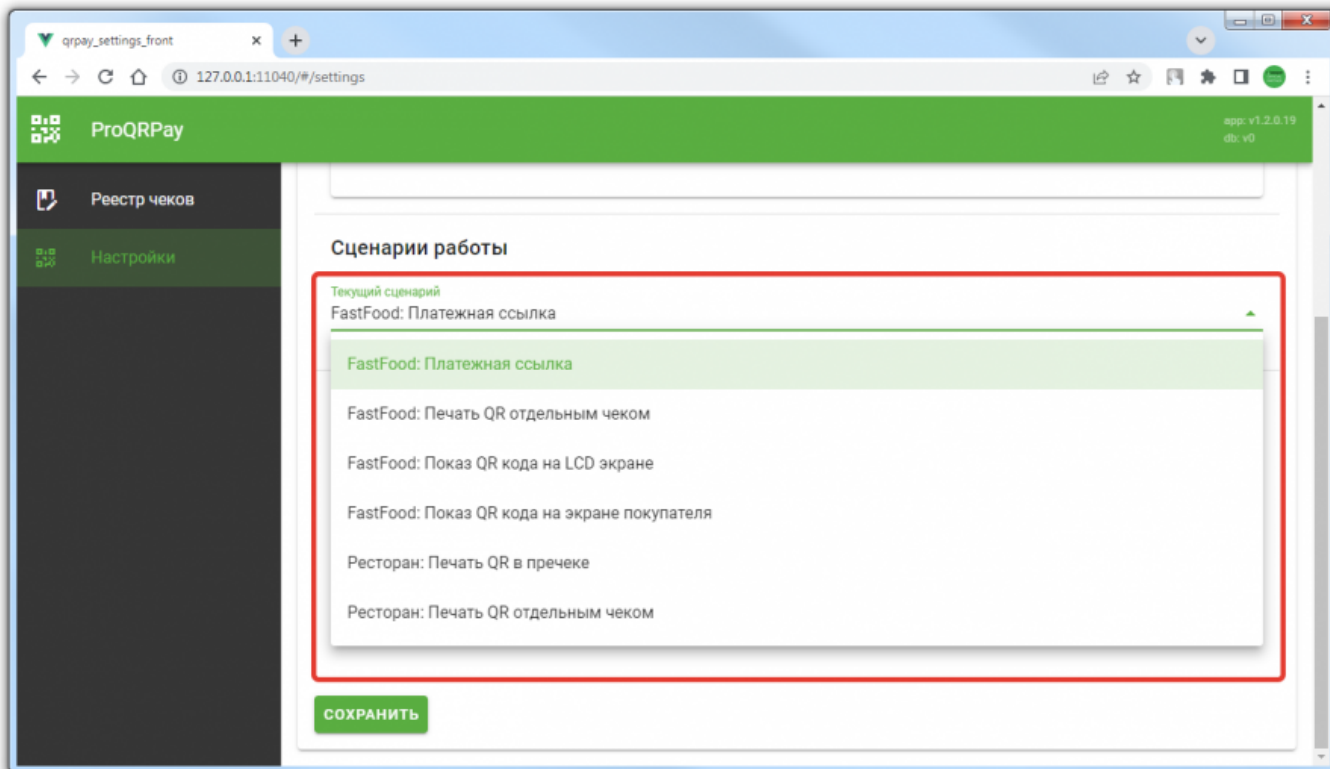 qrpay_settings_front
127.0.0.1:11040/#/settings
ProQRPay
app: v1.2.0.19
db: v0
Реестр чеков
Настройки
Сценарии работы
Текущий сценарий
FastFood: Платежная ссылка
FastFood: Платежная ссылка
FastFood: Печать QR отдельным чеком
FastFood: Показ QR кода на LCD экране
FastFood: Показ QR кода на экране покупателя
Ресторан: Печать QR в пречеке
Ресторан: Печать QR отдельным чеком
СОХРАНИТЬ